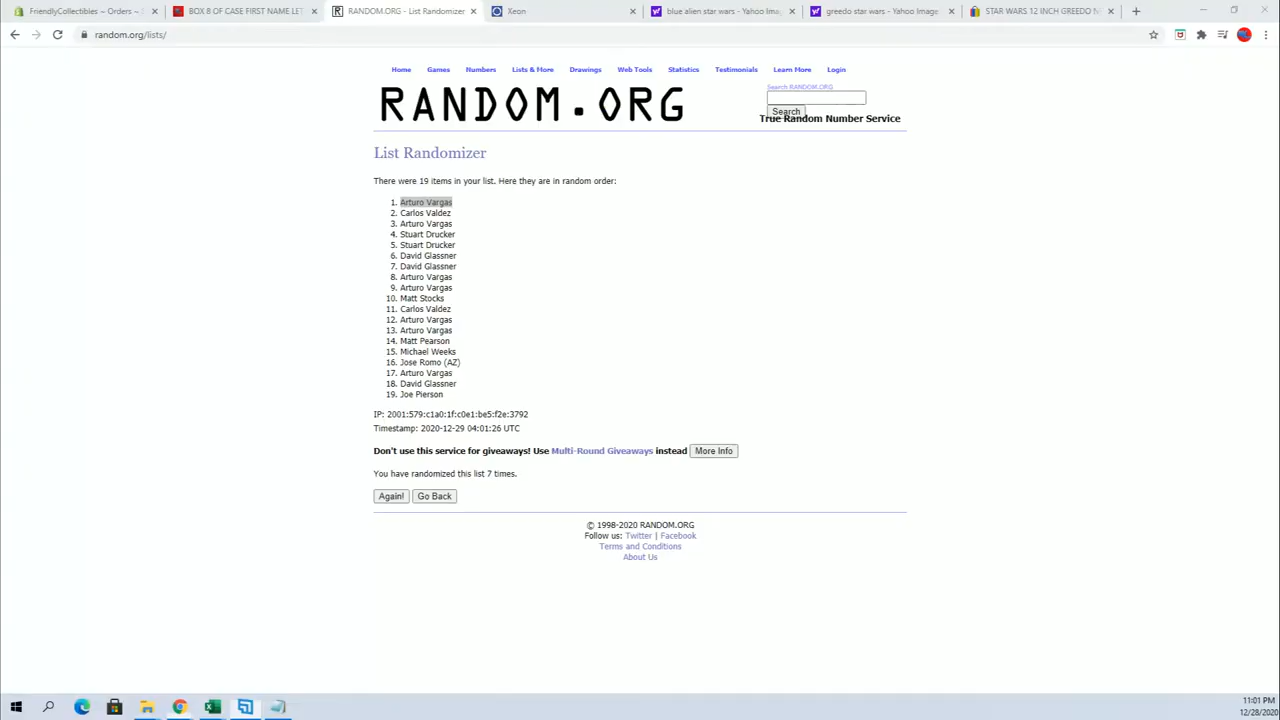 FriendlyCollectibles ~ Orders ~
BOX 8 OF CASE FIRST NAME LET
RANDOM.ORG - List Randomizer
Xeon
blue alien star wars - Yahoo Ima
greedo star wars - Yahoo Image
STAR WARS 12 INCH GREEDO
random.org/lists/
Home Games Numbers Lists & More Drawings Web Tools Statistics Testimonials Learn More Login
RANDOM.ORG
Search RANDOM.ORG
Search
True Random Number Service
List Randomizer
There were 19 items in your list. Here they are in random order:
1. Arturo Vargas
2. Carlos Valdez
3. Arturo Vargas
4. Stuart Drucker
5. Stuart Drucker
6. David Glassner
7. David Glassner
8. Arturo Vargas
9. Arturo Vargas
10. Matt Stocks
11. Carlos Valdez
12. Arturo Vargas
13. Arturo Vargas
14. Matt Pearson
15. Michael Weeks
16. Jose Romo (AZ)
17. Arturo Vargas
18. David Glassner
19. Joe Pierson
IP: 2001:579:c1a0:1f:c0e1:be5:f2e:3792
Timestamp: 2020-12-29 04:01:26 UTC
Don't use this service for giveaways! Use Multi-Round Giveaways instead More Info
You have randomized this list 7 times.
Again! Go Back
© 1998-2020 RANDOM.ORG
Follow us: Twitter | Facebook
Terms and Conditions
About Us
11:01 PM
12/28/2020